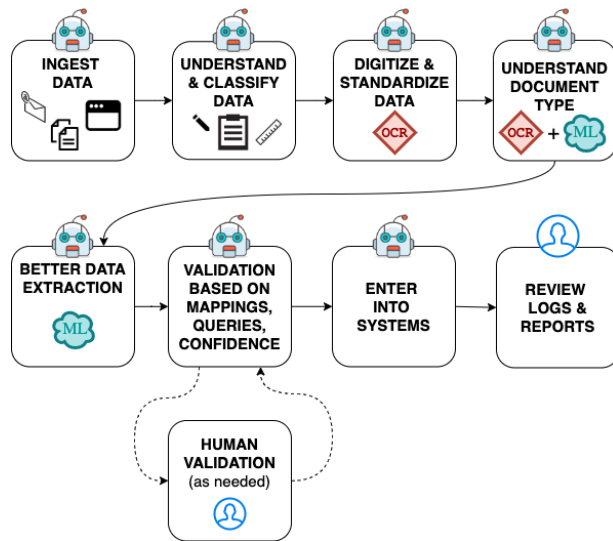 INGEST
DATA
UNDERSTAND
& CLASSIFY
DATA
DIGITIZE &
STANDARDIZE
DATA
OCR
UNDERSTAND
DOCUMENT
TYPE
OCR + ML
BETTER DATA
EXTRACTION
ML
VALIDATION
BASED ON
MAPPINGS,
QUERIES,
CONFIDENCE
ENTER
INTO
SYSTEMS
REVIEW
LOGS &
REPORTS
HUMAN
VALIDATION
(as needed)